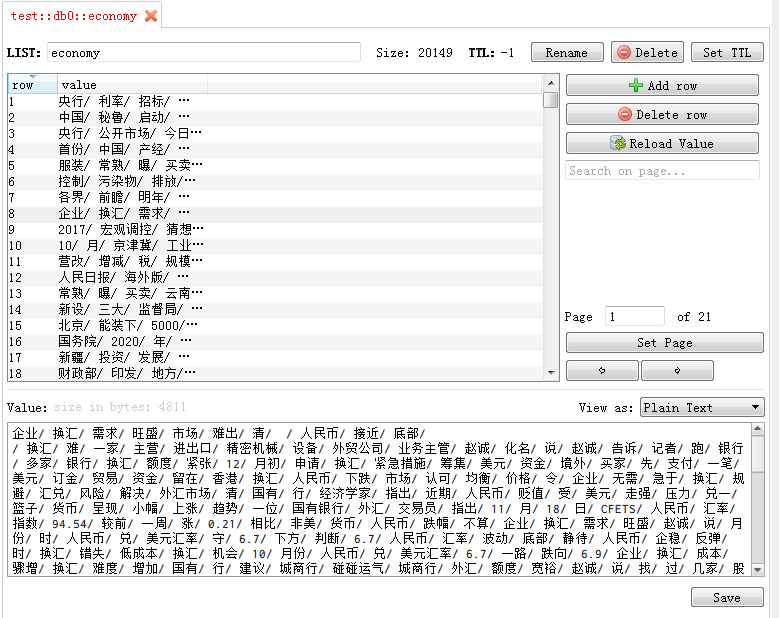 test::db0::economy
LIST: economy Size: 20149 TTL: -1 Rename Delete Set TTL
row value
1 央行/ 利率/ 招标/ …
2 中国/ 秘鲁/ 启动/ …
3 央行/ 公开市场/ 今日…
4 首份/ 中国/ 产经/ …
5 服装/ 常熟/ 曝/ 买卖…
6 控制/ 污染物/ 排放/…
7 各界/ 前瞻/ 明年/ …
8 企业/ 换汇/ 需求/ …
9 2017/ 宏观调控/ 猜想…
10 10/ 月/ 京津冀/ 工业…
11 营改/ 增减/ 税/ 规模…
12 人民日报/ 海外版/ …
13 常熟/ 曝/ 买卖/ 云南…
14 新设/ 三大/ 监督局/ …
15 北京/ 能装下/ 5000/…
16 国务院/ 2020/ 年/ …
17 新疆/ 投资/ 发展/ …
18 财政部/ 印发/ 地方/…
Add row
Delete row
Reload Value
Search on page...
Page 1 of 21
Set Page
Value: size in bytes: 4811 View as: Plain Text
企业/ 换汇/ 需求/ 旺盛/ 市场/ 难出/ 清/  / 人民币/ 接近/ 底部/
/ 换汇/ 难/ 一家/ 主营/ 进出口/ 精密机械/ 设备/ 外贸公司/ 业务主管/ 赵诚/ 化名/ 说/ 赵诚/ 告诉/ 记者/ 跑/ 银行
/ 多家/ 银行/ 换汇/ 额度/ 紧张/ 12/ 月初/ 申请/ 换汇/ 紧急措施/ 筹集/ 美元/ 资金/ 境外/ 买家/ 先/ 支付/ 一笔/
美元/ 订金/ 贸易/ 资金/ 留在/ 香港/ 换汇/ 人民币/ 下跌/ 市场/ 认可/ 均衡/ 价格/ 令/ 企业/ 无需/ 急于/ 换汇/ 规
避/ 汇兑/ 风险/ 解决/ 外汇市场/ 清/ 国有/ 行/ 经济学家/ 指出/ 近期/ 人民币/ 贬值/ 受/ 美元/ 走强/ 压力/ 兑一/
篮子/ 货币/ 呈现/ 小幅/ 上涨/ 趋势/ 一位/ 国有银行/ 外汇/ 交易员/ 指出/ 11/ 月/ 18/ 日/ CFETS/ 人民币/ 汇率/
指数/ 94.54/ 较前/ 一周/ 张/ 0.21/ 相比/ 非美/ 货币/ 人民币/ 跌幅/ 不算/ 企业/ 换汇/ 需求/ 旺盛/ 赵诚/ 说/ 月
份/ 时/ 人民币/ 兑/ 美元汇率/ 守/ 6.7/ 下方/ 判断/ 6.7/ 人民币/ 汇率/ 波动/ 底部/ 静待/ 人民币/ 企稳/ 反弹/
时/ 换汇/ 错失/ 低成本/ 换汇/ 机会/ 10/ 月份/ 人民币/ 兑/ 美元汇率/ 6.7/ 一路/ 跌向/ 6.9/ 企业/ 换汇/ 成本/
骤增/ 换汇/ 难度/ 增加/ 国有/ 行/ 建议/ 城商行/ 碰碰运气/ 城商行/ 外汇/ 额度/ 宽裕/ 赵诚/ 说/ 找/ 过/ 几家/ 股
Save